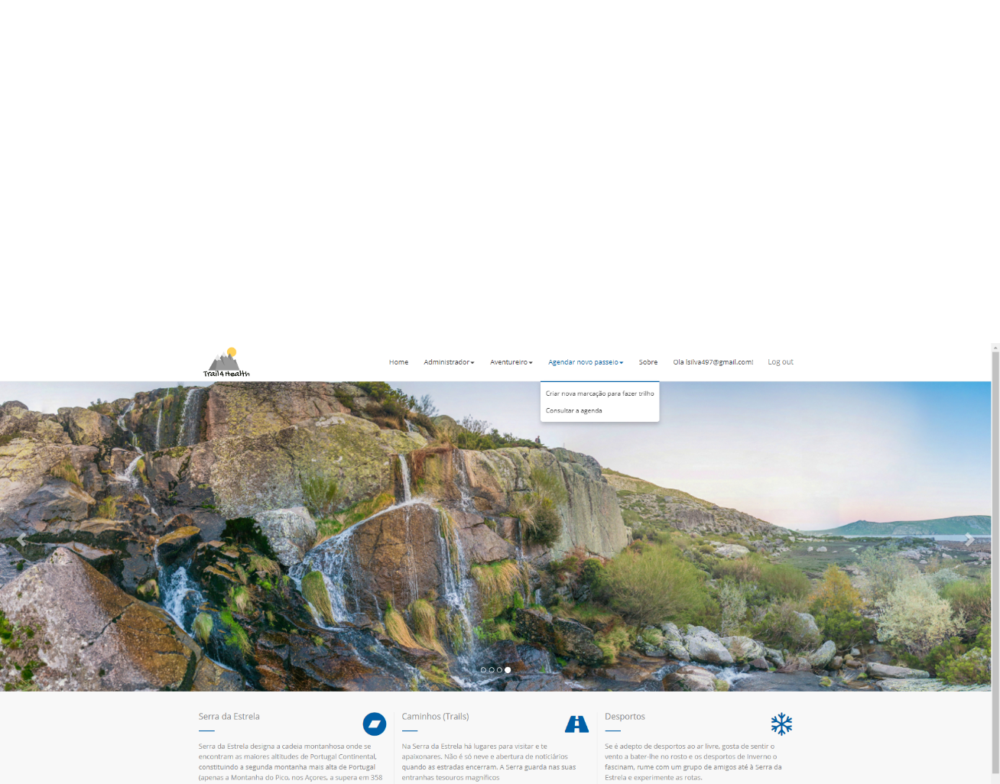 Trail4Health
Home Administrador Aventureiro Agendar novo passeio Sobre Ola lsilva497@gmail.com! Log out
Criar nova marcação para fazer trilho
Consultar a agenda
Serra da Estrela
Serra da Estrela designa a cadeia montanhosa onde se
encontram as maiores altitudes de Portugal Continental,
constituindo a segunda montanha mais alta de Portugal
(apenas a Montanha do Pico, nos Açores, a supera em 358
Caminhos (Trails)
Na Serra da Estrela há lugares para visitar e te
apaixonares. Não é só neve e abertura de noticiários
quando as estradas encerram. A Serra guarda nas suas
entranhas tesouros magníficos
Desportos
Se é adepto de desportos ao ar livre, gosta de sentir o
vento a bater-lhe no rosto e os desportos de Inverno o
fascinam, rume com um grupo de amigos até à Serra da
Estrela e experimente as rotas.